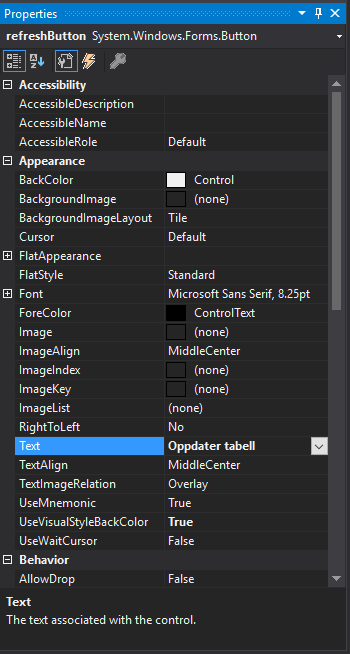 Properties
refreshButton System.Windows.Forms.Button
Accessibility
AccessibleDescription
AccessibleName
AccessibleRole Default
Appearance
BackColor Control
BackgroundImage (none)
BackgroundImageLayout Tile
Cursor Default
FlatAppearance
FlatStyle Standard
Font Microsoft Sans Serif, 8.25pt
ForeColor ControlText
Image (none)
ImageAlign MiddleCenter
ImageIndex (none)
ImageKey (none)
ImageList (none)
RightToLeft No
Text Oppdater tabell
TextAlign MiddleCenter
TextImageRelation Overlay
UseMnemonic True
UseVisualStyleBackColor True
UseWaitCursor False
Behavior
AllowDrop False
Text
The text associated with the control.